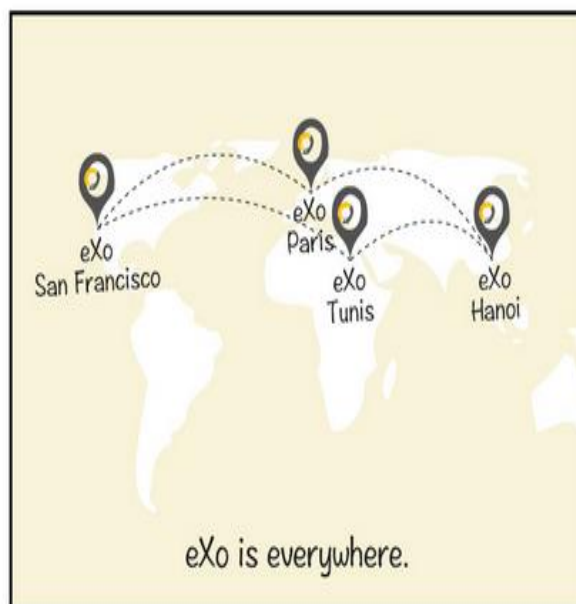 eXo
San Francisco
eXo
Paris
eXo
Tunis
eXo
Hanoi
eXo is everywhere.